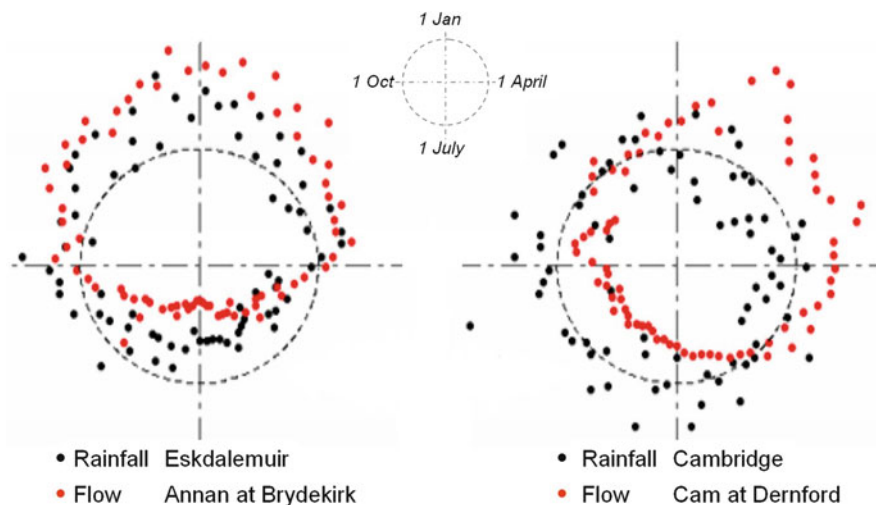 1 Jan
1 Oct 1 April
1 July
Rainfall Eskdalemuir
Flow Annan at Brydekirk
Rainfall Cambridge
Flow Cam at Dernford